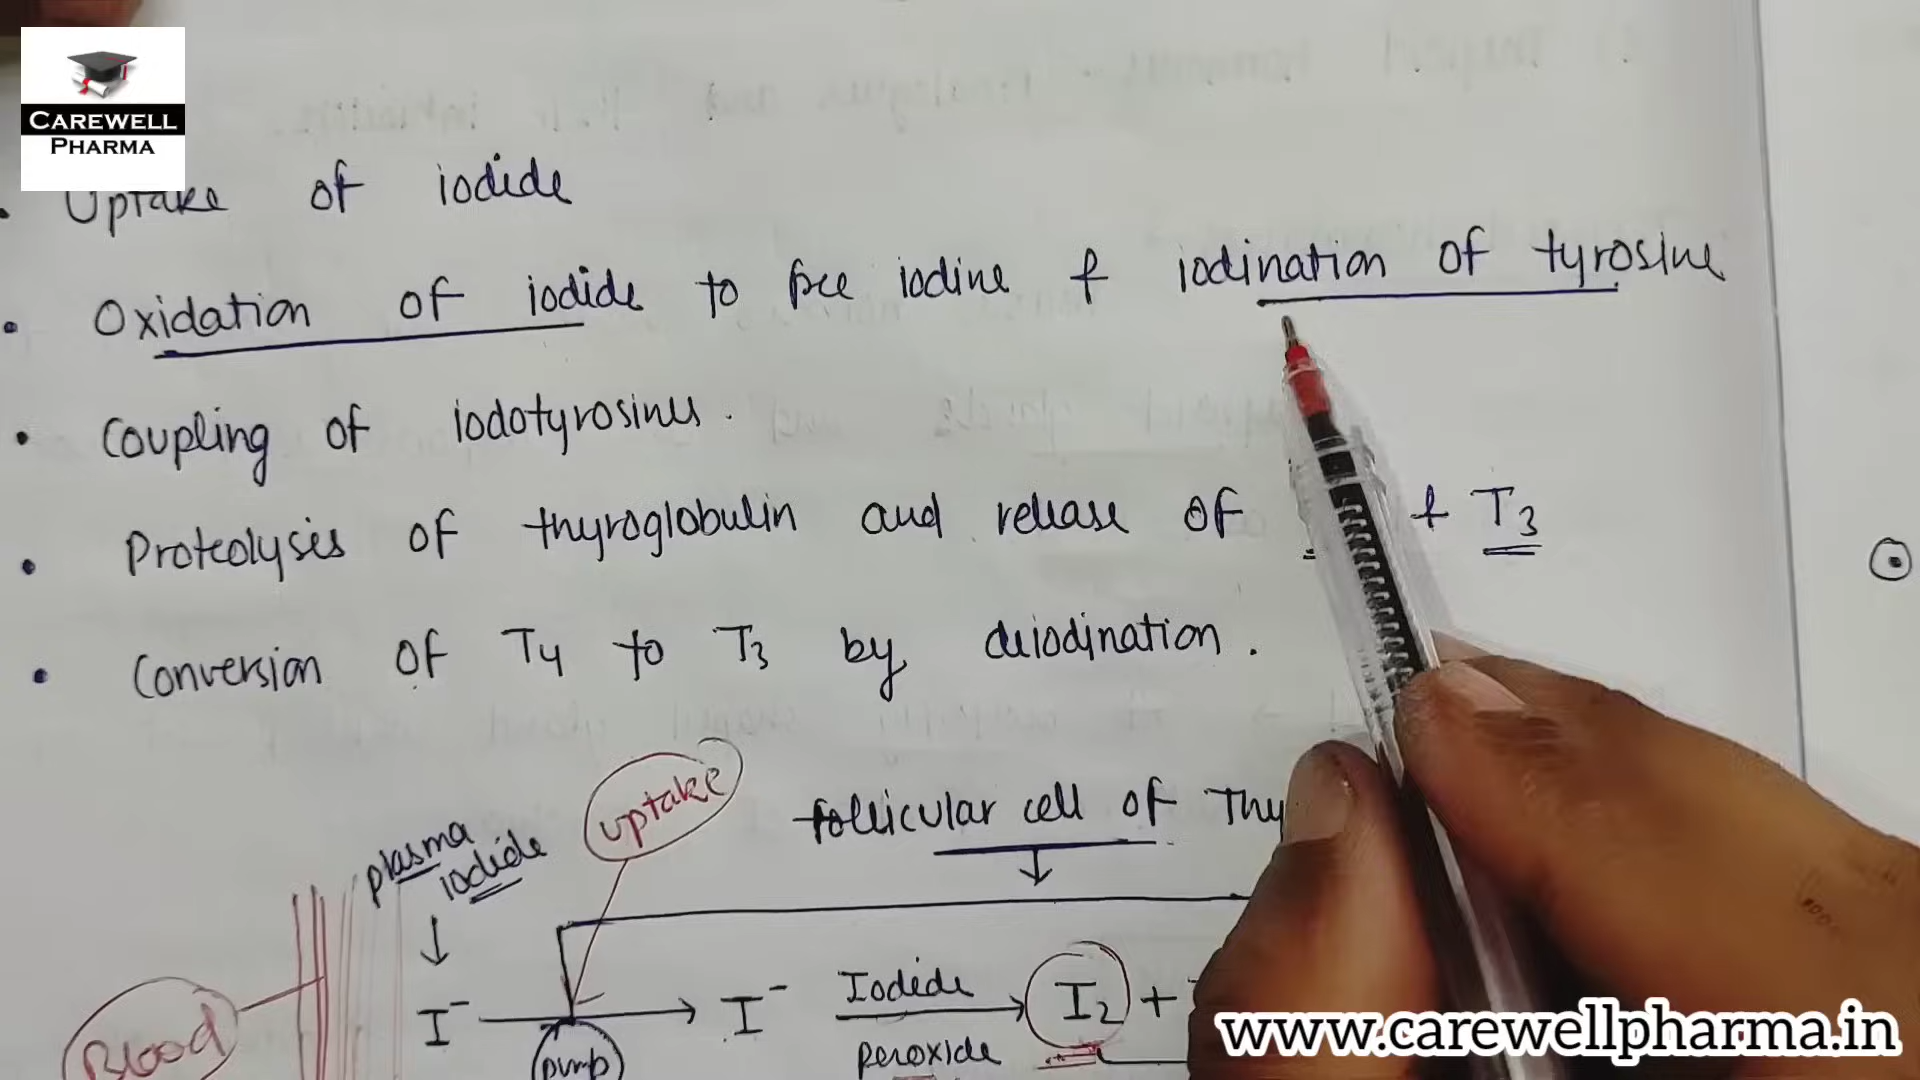 CAREWELL
PHARMA
• Uptake of iodide
• Oxidation of iodide to free iodine & iodination of tyrosine
• Coupling of iodotyrosines.
• Proteolysis of thyroglobulin and release of + T3
• Conversion of T4 to T3 by deiodination.
uptake
plasma
iodide
follicular cell of Thy
I⁻ → I⁻ Iodide → I2 +
peroxide
pump
Blood
www.carewellpharma.in